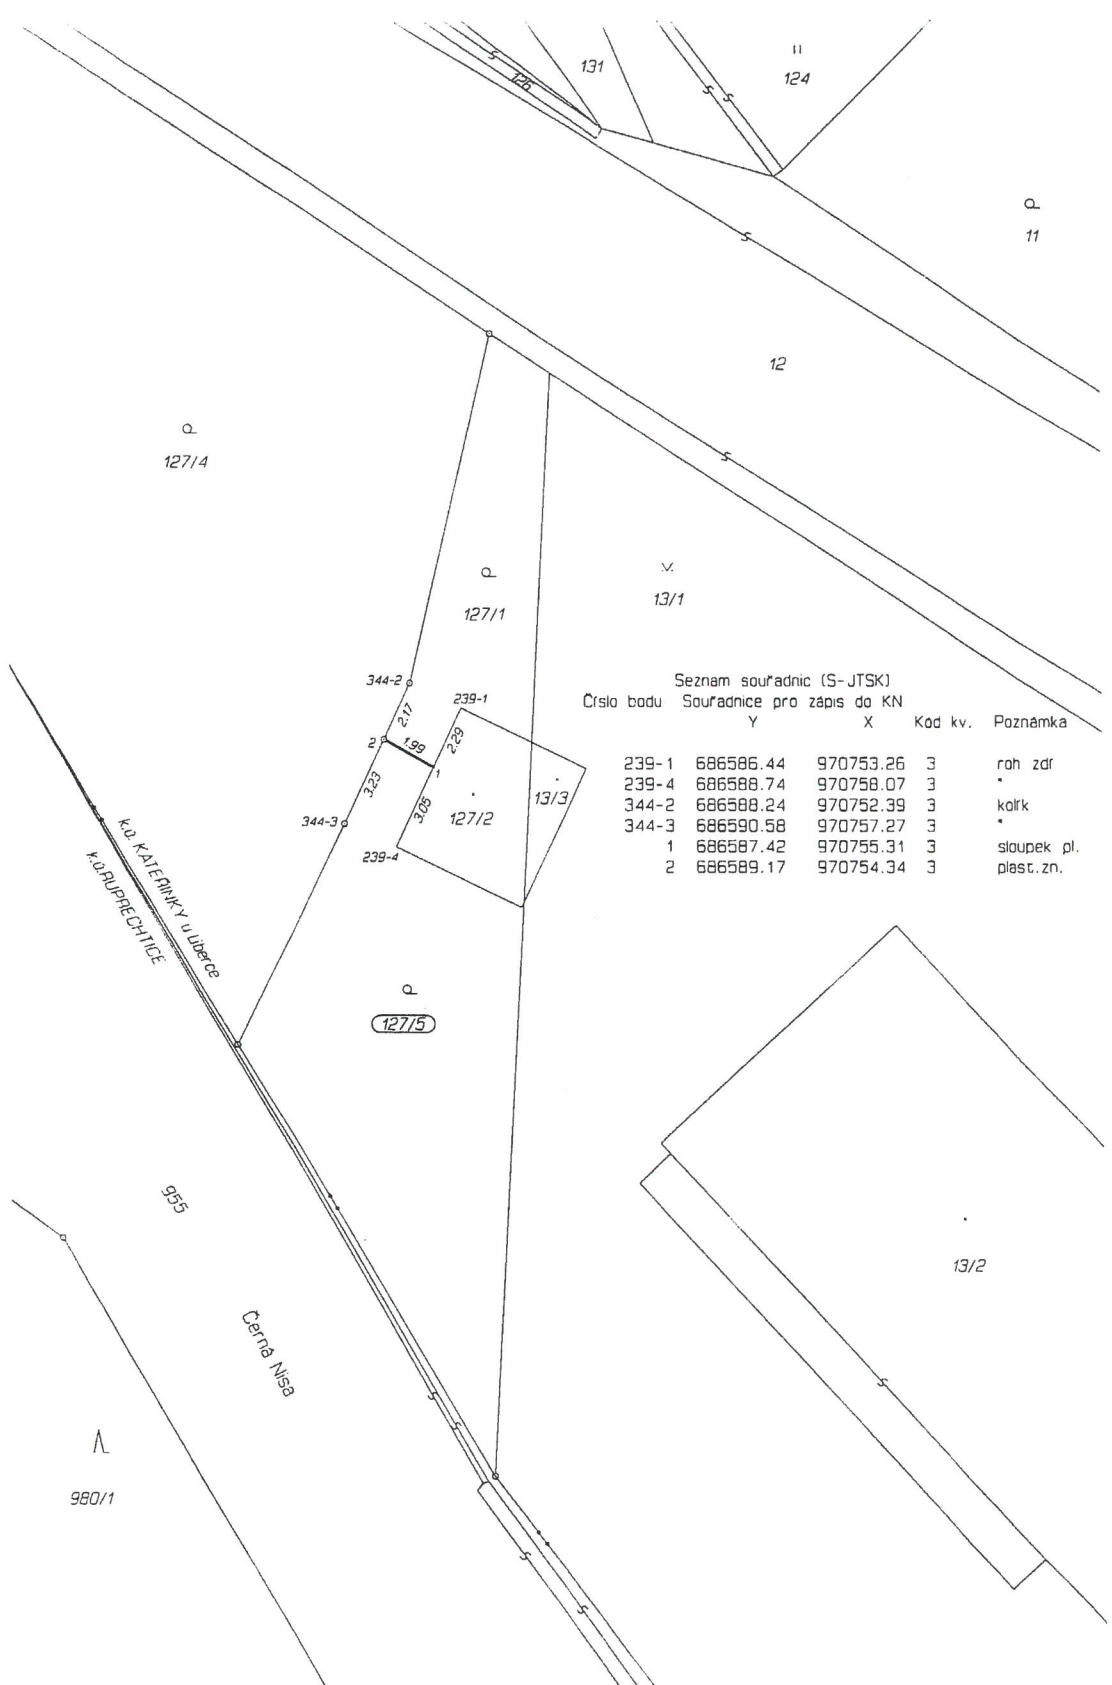 131
126
"
124
11
12
127/4
127/1
13/1
Seznam souřadnic (S-JTSK)
Číslo bodu Souřadnice pro zápis do KN
Y X Kód kv. Poznámka
239-1 686586.44 970753.26 3 roh zdí
239-4 686588.74 970758.07 3 "
344-2 686588.24 970752.39 3 kolík
344-3 686590.58 970757.27 3 "
1 686587.42 970755.31 3 sloupek pl.
2 686589.17 970754.34 3 plast.zn.
344-2
239-1
2.17
2
1.99
2.29
1
3.23
3.05
13/3
127/2
344-3
239-4
k.ú. KATEŘINKY u Liberce
k.ú.RUPRECHTICE
127/5
955
Černá Nisa
13/2
980/1